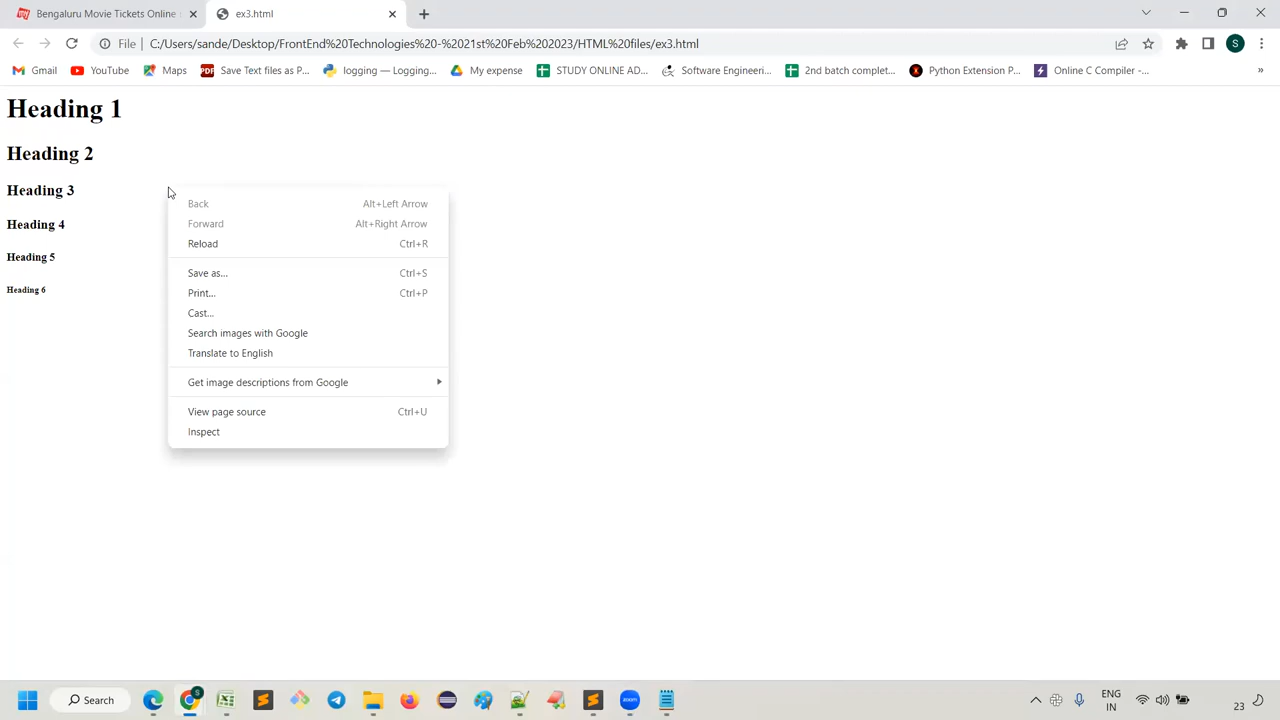 Bengaluru Movie Tickets Online
ex3.html
File
C:/Users/sande/Desktop/FrontEnd%20Technologies%20-%2021st%20Feb%202023/HTML%20files/ex3.html
S
Gmail
YouTube
Maps
PDF
Save Text files as P...
logging — Logging...
My expense
STUDY ONLINE AD...
Software Engineeri...
2nd batch complet...
Python Extension P...
Online C Compiler -...
»
Heading 1
Heading 2
Heading 3
Heading 4
Heading 5
Heading 6
Back Alt+Left Arrow
Forward Alt+Right Arrow
Reload Ctrl+R
Save as... Ctrl+S
Print... Ctrl+P
Cast...
Search images with Google
Translate to English
Get image descriptions from Google
View page source Ctrl+U
Inspect
Search
S
zoom
ENG
IN
23